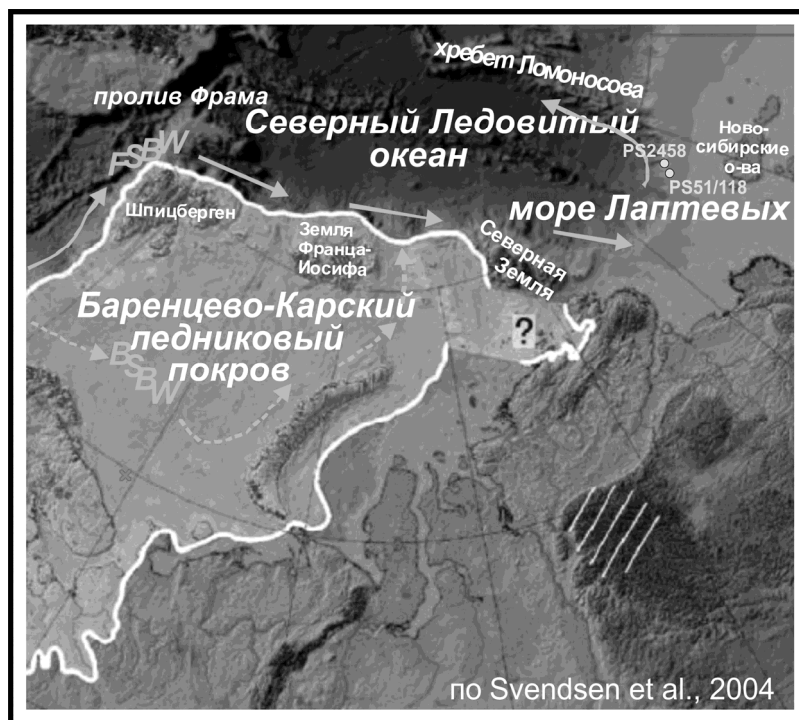 хребет Ломоносова
пролив Фрама
Северный Ледовитый
океан
Ново-
сибирские
о-ва
PS2458
PS51/118
FSBW
Шпицберген
море Лаптевых
Земля
Франца-
Иосифа
Северная
Земля
Баренцево-Карский
ледниковый
покров
?
BSBW
по Svendsen et al., 2004